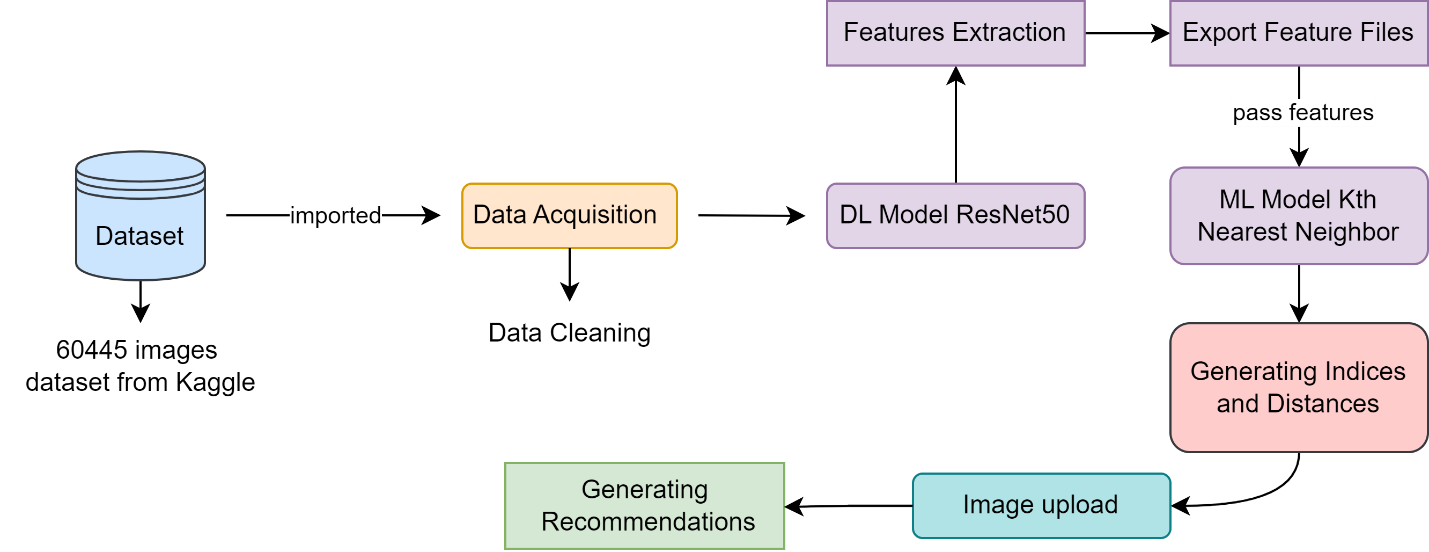 Features Extraction
Export Feature Files
pass features
Dataset
imported
Data Acquisition
DL Model ResNet50
ML Model Kth
Nearest Neighbor
Data Cleaning
60445 images
dataset from Kaggle
Generating Indices
and Distances
Image upload
Generating
Recommendations